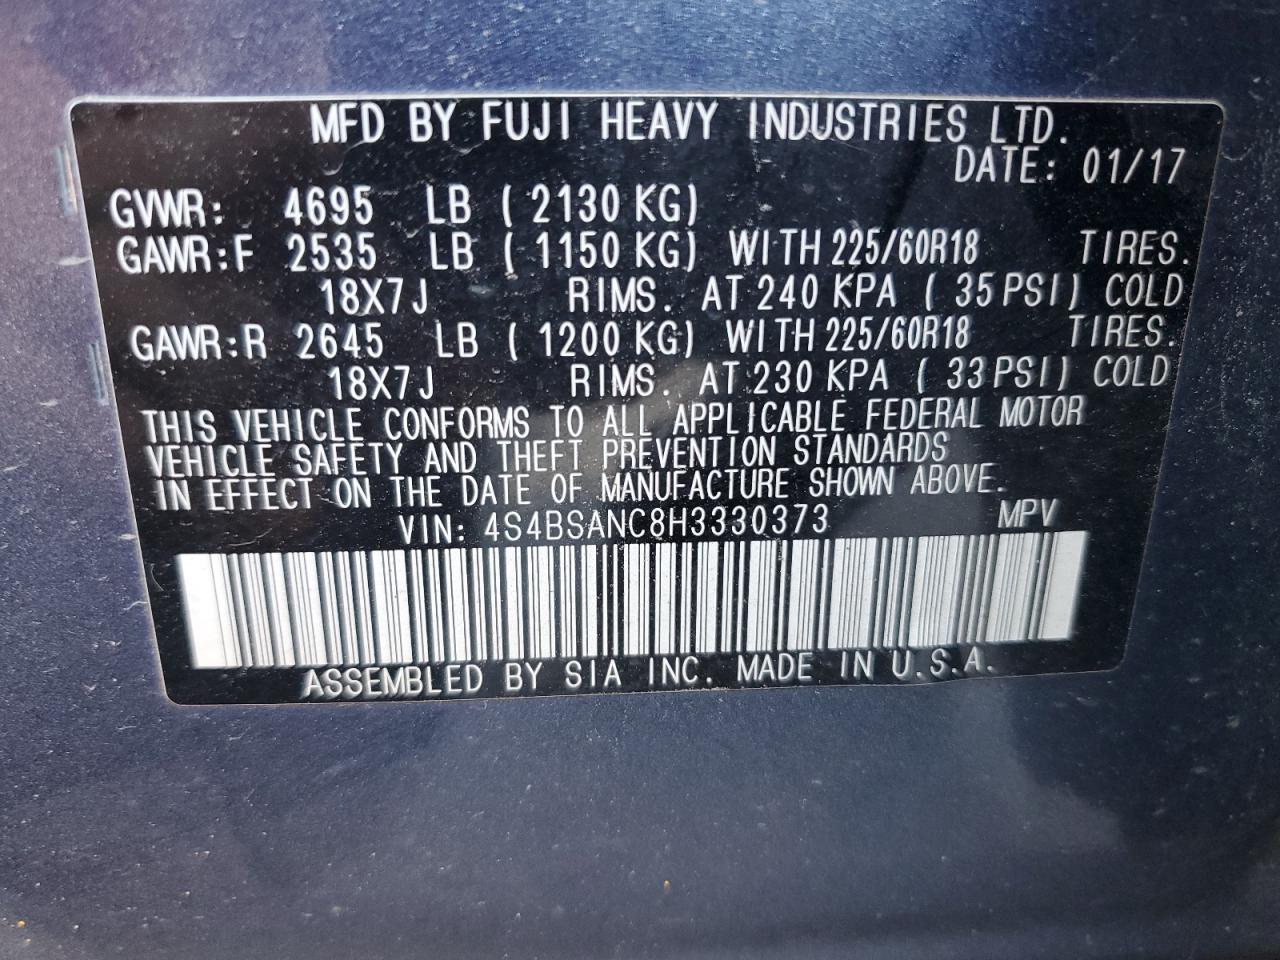 MFD BY FUJI HEAVY INDUSTRIES LTD.
DATE: 01/17
GVWR: 4695 LB ( 2130 KG)
GAWR:F 2535 LB ( 1150 KG) WITH 225/60R18 TIRES.
18X7J RIMS. AT 240 KPA ( 35PSI) COLD
GAWR:R 2645 LB ( 1200 KG) WITH 225/60R18 TIRES.
18X7J RIMS. AT 230 KPA ( 33PSI) COLD
THIS VEHICLE CONFORMS TO ALL APPLICABLE FEDERAL MOTOR
VEHICLE SAFETY AND THEFT PREVENTION STANDARDS
IN EFFECT ON THE DATE OF MANUFACTURE SHOWN ABOVE.
VIN: 4S4BSANC8H3330373 MPV
ASSEMBLED BY SIA INC. MADE IN U.S.A.